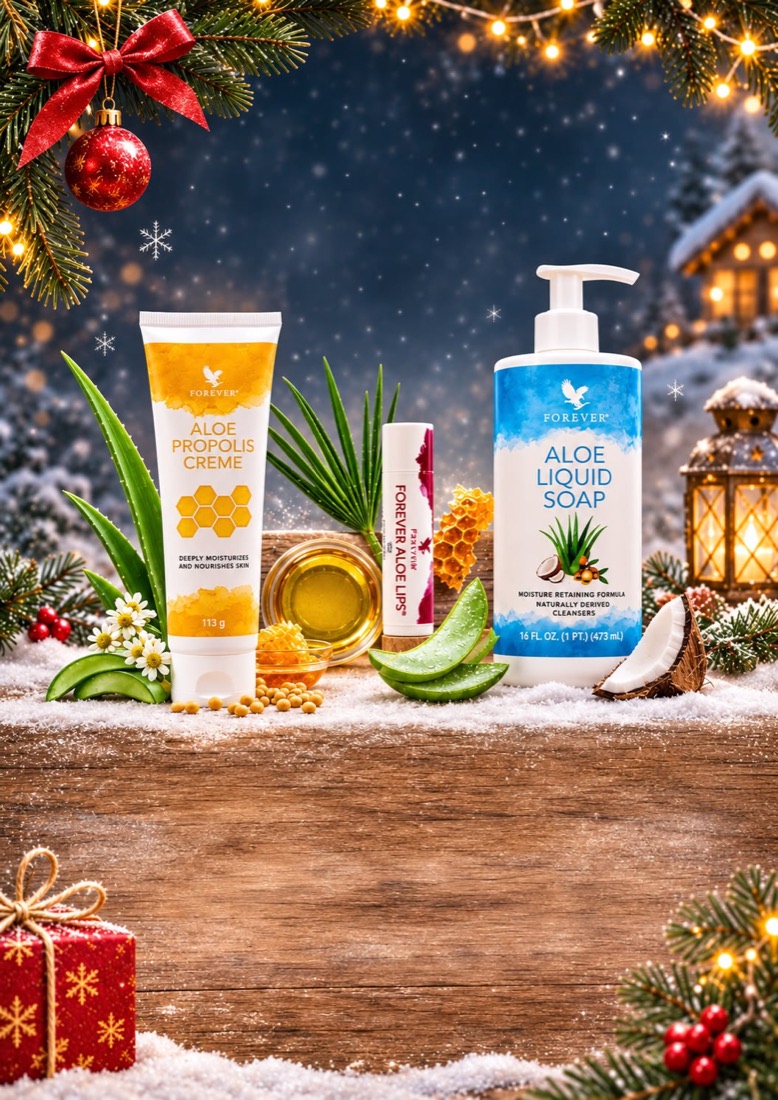 FOREVER®
ALOE
PROPOLIS
CREME
DEEPLY MOISTURIZES
AND NOURISHES SKIN
113 g
FOREVER ALOE LIPS®
FOREVER®
ALOE
LIQUID
SOAP
MOISTURE RETAINING FORMULA
NATURALLY DERIVED
CLEANSERS
16 FL. OZ. (1 PT.) (473 mL)